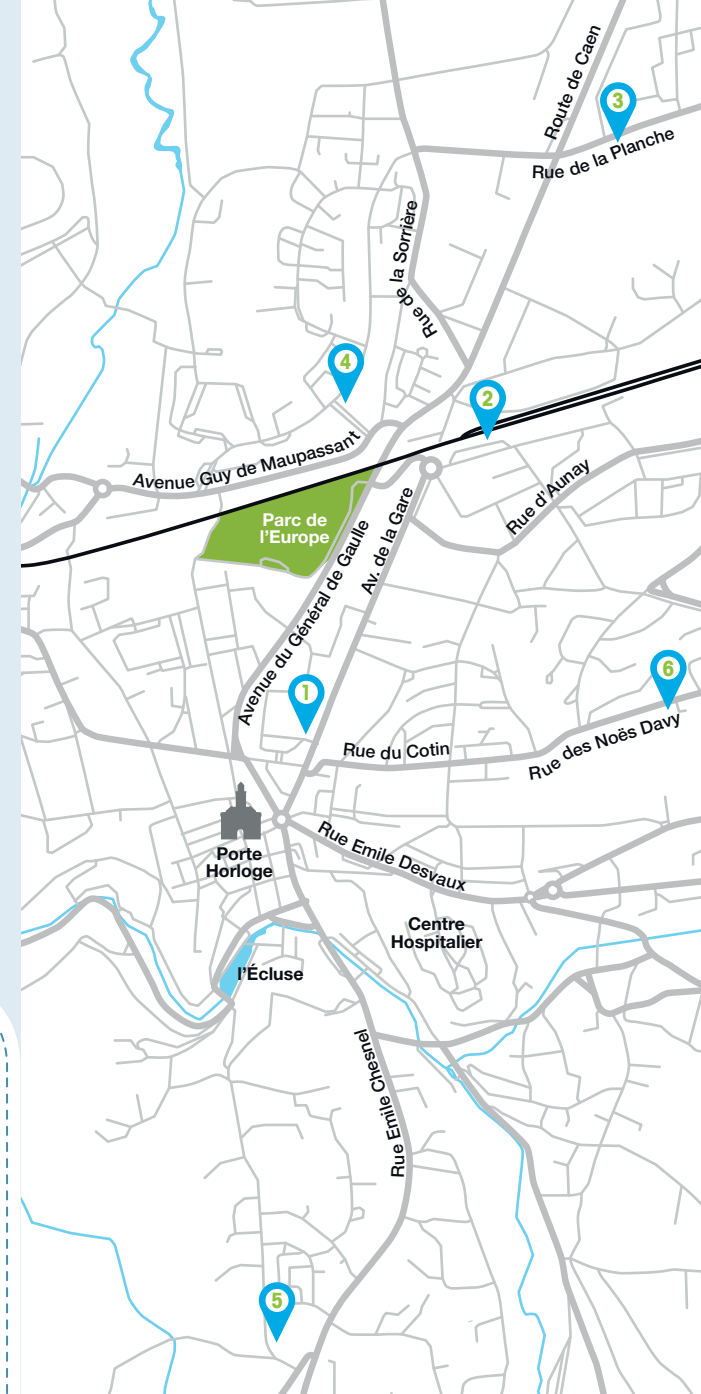 Route de Caen
3
Rue de la Planche
Rue de la Sorrière
4
2
Avenue Guy de Maupassant
Rue d'Aunay
Parc de
l'Europe
Av. de la Gare
Avenue du Général de Gaulle
6
1
Rue du Cotin
Rue des Noës Davy
Rue Emile Desvaux
Porte
Horloge
Centre
Hospitalier
l'Écluse
Rue Emile Chesnel
5